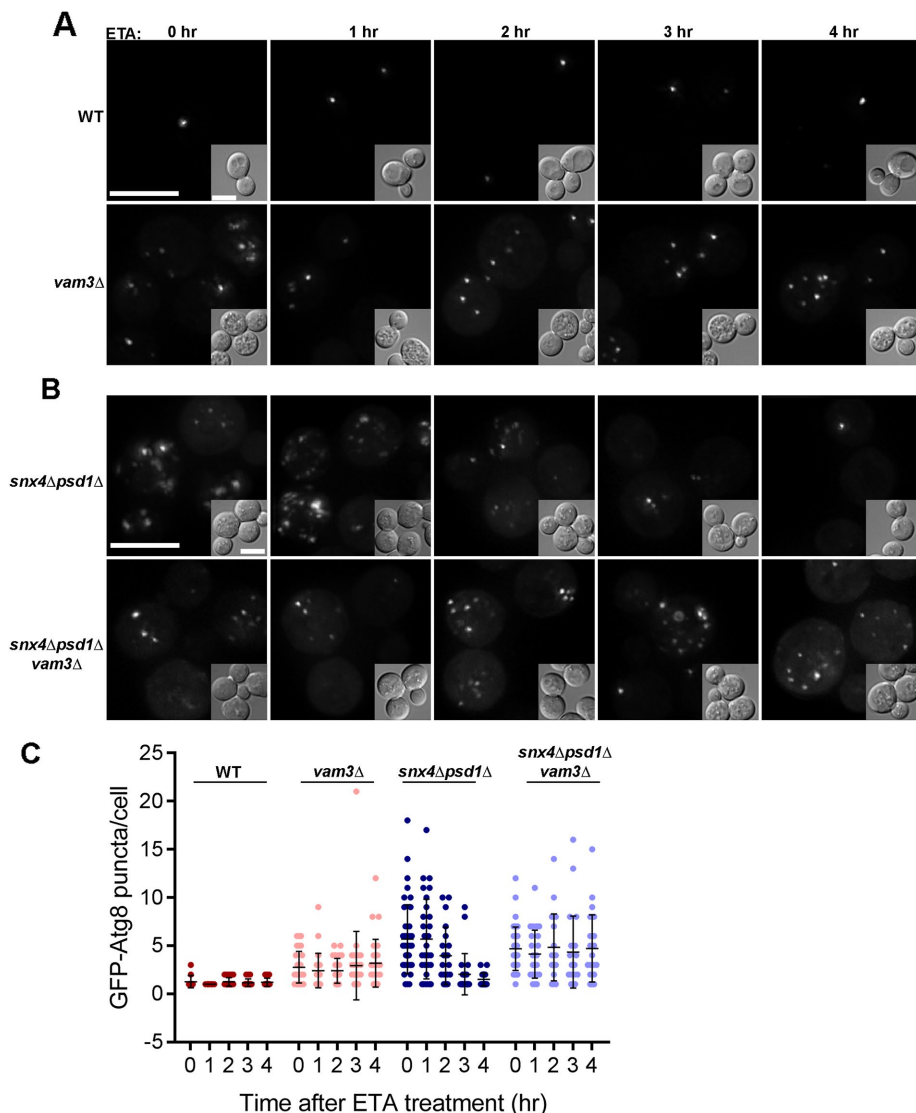 A
ETA: 0 hr 1 hr 2 hr 3 hr 4 hr
WT
vam3Δ
B
snx4Δpsd1Δ
snx4Δpsd1Δ
vam3Δ
C
GFP-Atg8 puncta/cell
25
20
15
10
5
0
-5
WT vam3Δ snx4Δpsd1Δ snx4Δpsd1Δ
vam3Δ
0 1 2 3 4 0 1 2 3 4 0 1 2 3 4 0 1 2 3 4
Time after ETA treatment (hr)